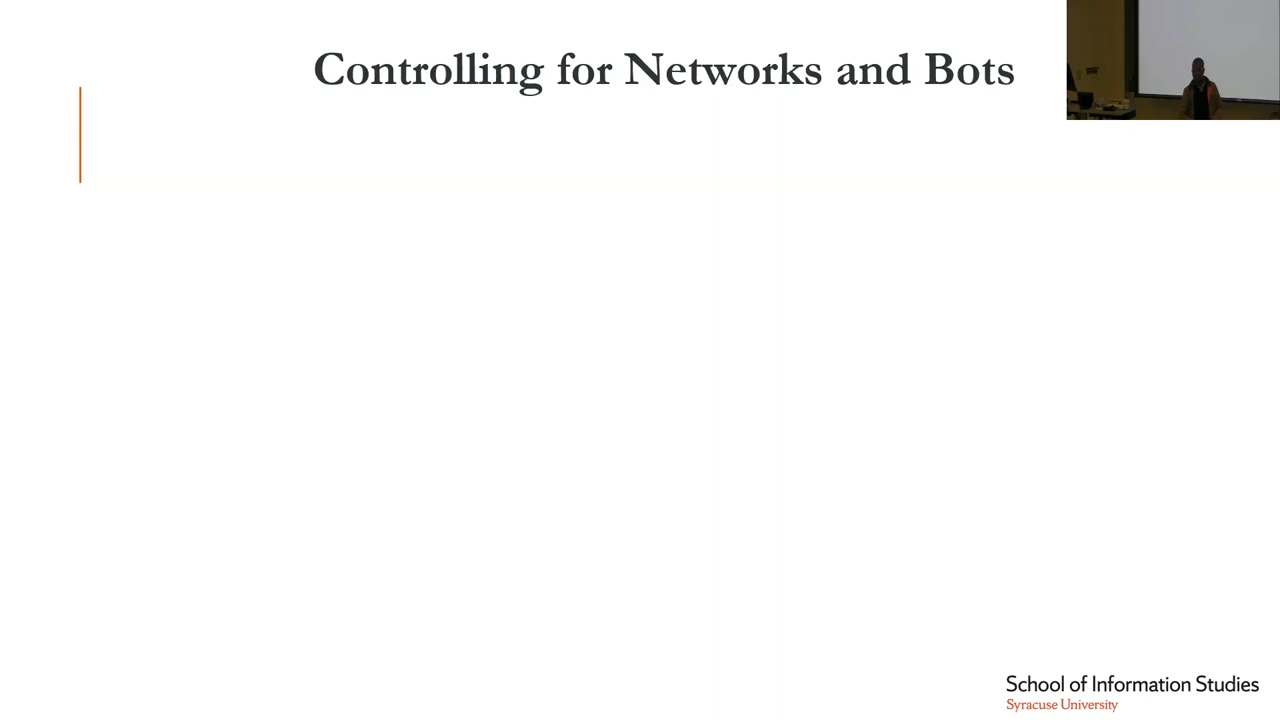 Controlling for Networks and Bots
School of Information Studies
Syracuse University